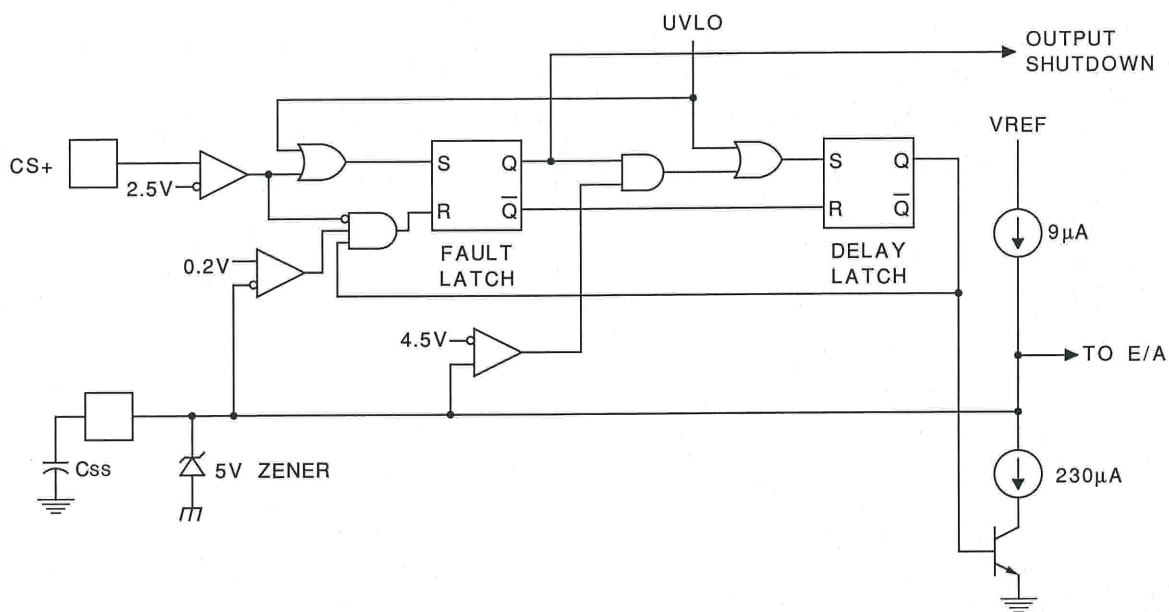 UVLO
OUTPUT
SHUTDOWN
VREF
CS+
2.5V
S
Q
R
Q̅
S
Q
R
Q̅
9µA
FAULT
LATCH
DELAY
LATCH
0.2V
4.5V
TO E/A
Css
5V ZENER
230µA